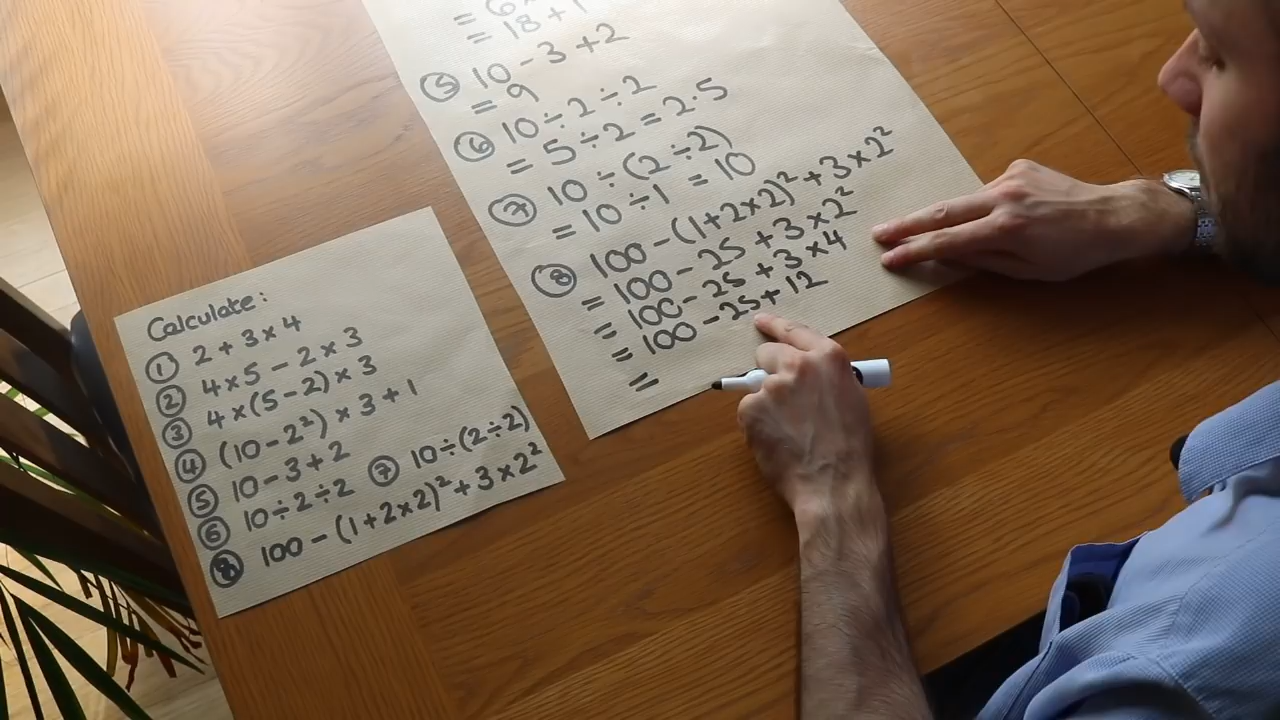 Calculate:
① 2 + 3 × 4
② 4 × 5 − 2 × 3
③ 4 × (5 − 2) × 3
④ (10 − 2²) × 3 + 1
⑤ 10 − 3 + 2
⑥ 10 ÷ 2 ÷ 2 ⑦ 10 ÷ (2 ÷ 2)
⑧ 100 − (1 + 2 × 2)² + 3 × 2²
= 6
= 18 + 1
⑤ 10 − 3 + 2
= 9
⑥ 10 ÷ 2 ÷ 2
= 5 ÷ 2 = 2·5
⑦ 10 ÷ (2 ÷ 2)
= 10 ÷ 1 = 10
⑧ 100 − (1 + 2 × 2)² + 3 × 2²
= 100 − 25 + 3 × 2²
= 100 − 25 + 3 × 4
= 100 − 25 + 12
=